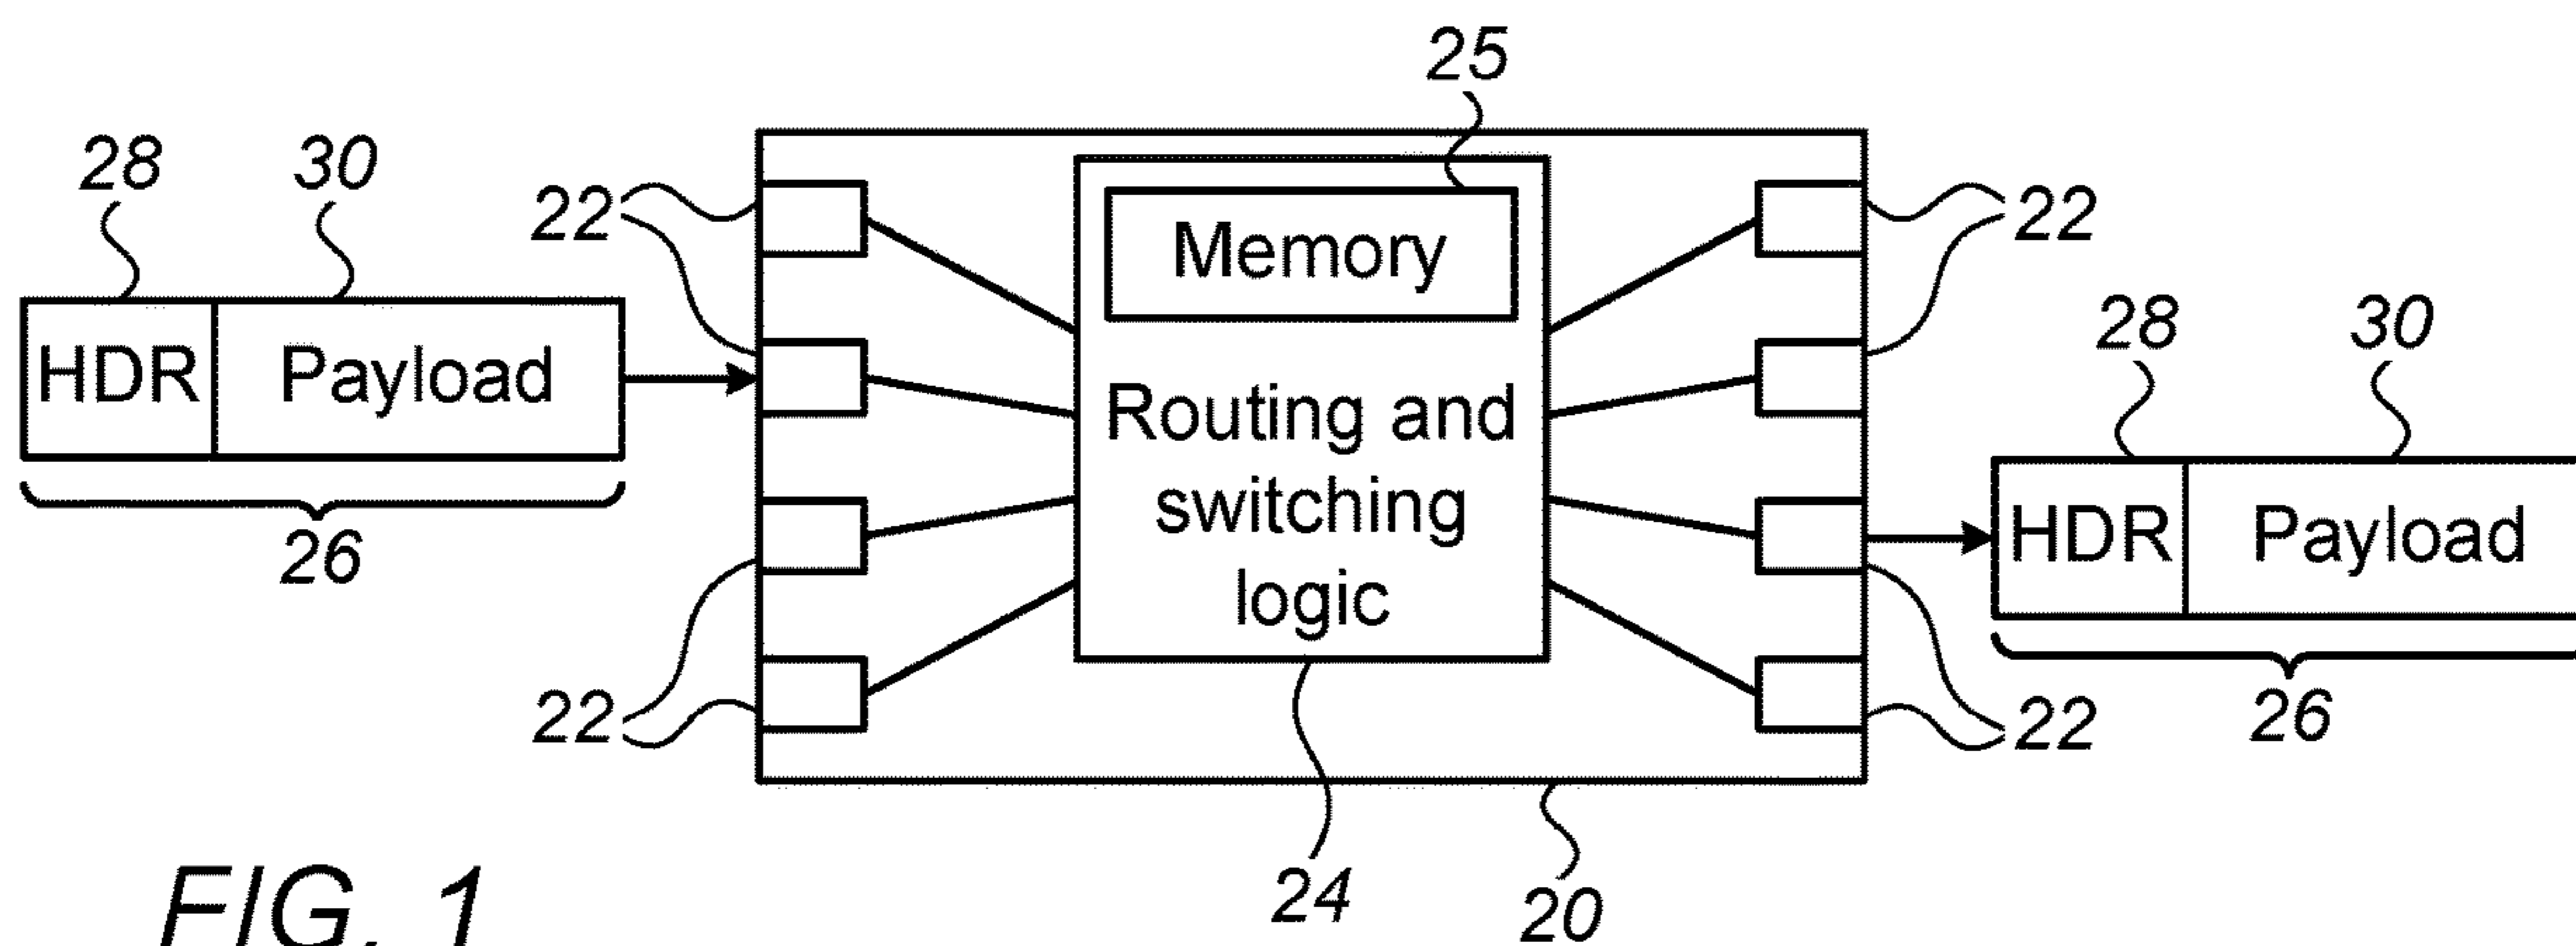 25
28
30
22
22
Memory
HDR
Payload
Routing and
switching
logic
28
30
26
HDR
Payload
22
22
26
24
20
FIG. 1